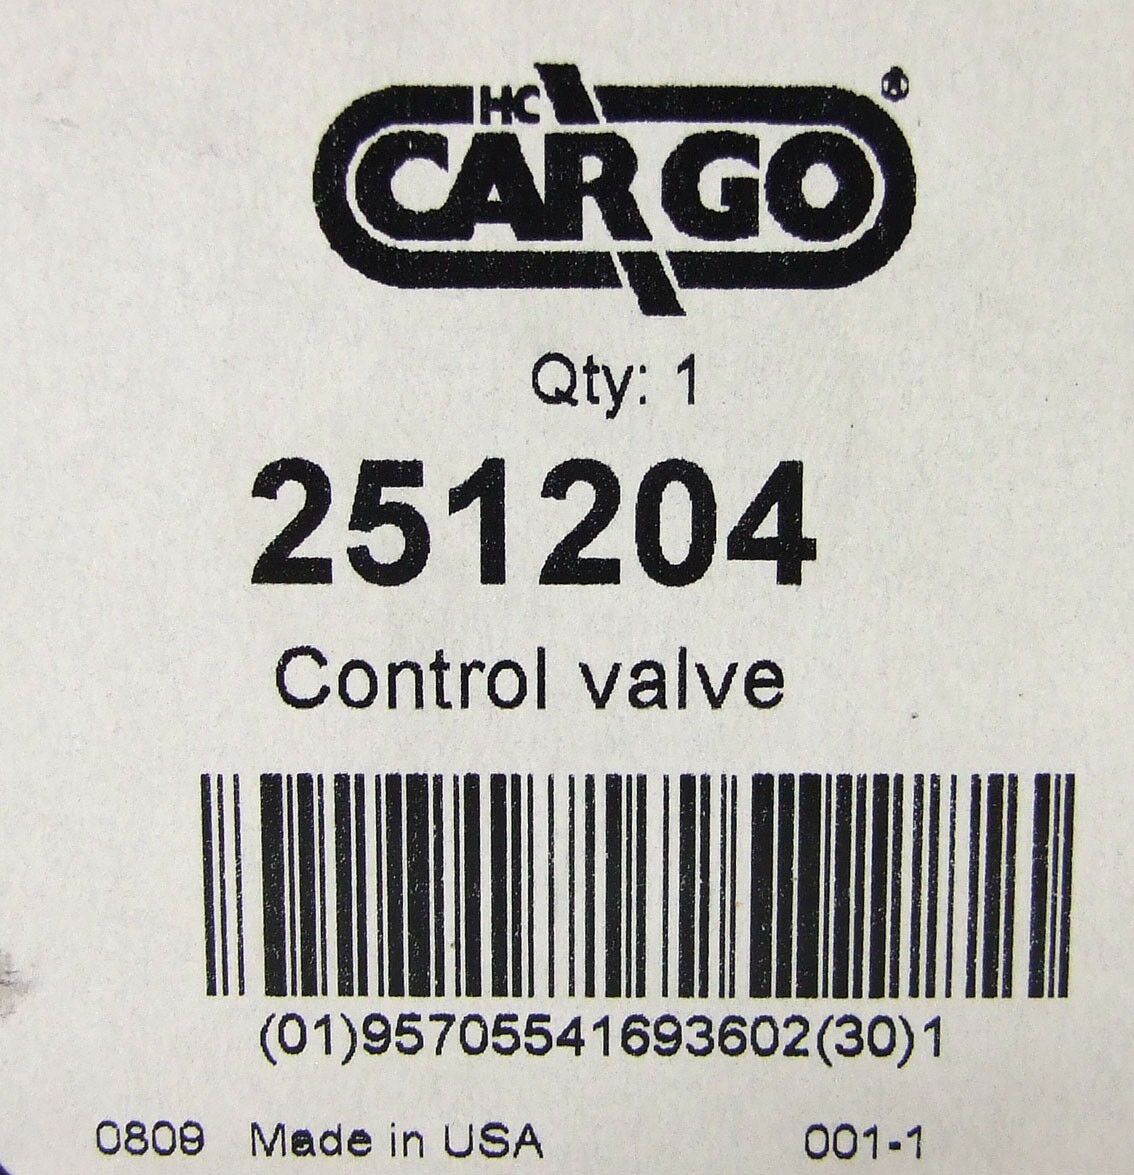 HC
CARGO®
Qty: 1
251204
Control valve
(01)95705541693602(30)1
0809 Made in USA 001-1